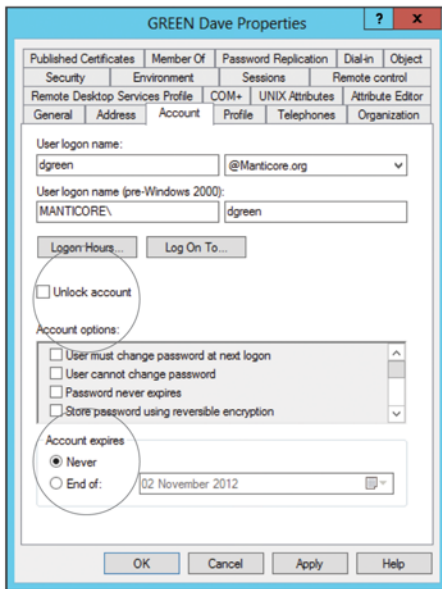 GREEN Dave Properties
? x
Published Certificates Member Of Password Replication Dial-in Object
Security Environment Sessions Remote control
Remote Desktop Services Profile COM+ UNIX Attributes Attribute Editor
General Address Account Profile Telephones Organization
User logon name:
dgreen @Manticore.org
User logon name (pre-Windows 2000):
MANTICORE\ dgreen
Logon Hours... Log On To...
Unlock account
Account options:
User must change password at next logon
User cannot change password
Password never expires
Store password using reversible encryption
Account expires
Never
End of: 02 November 2012
OK Cancel Apply Help